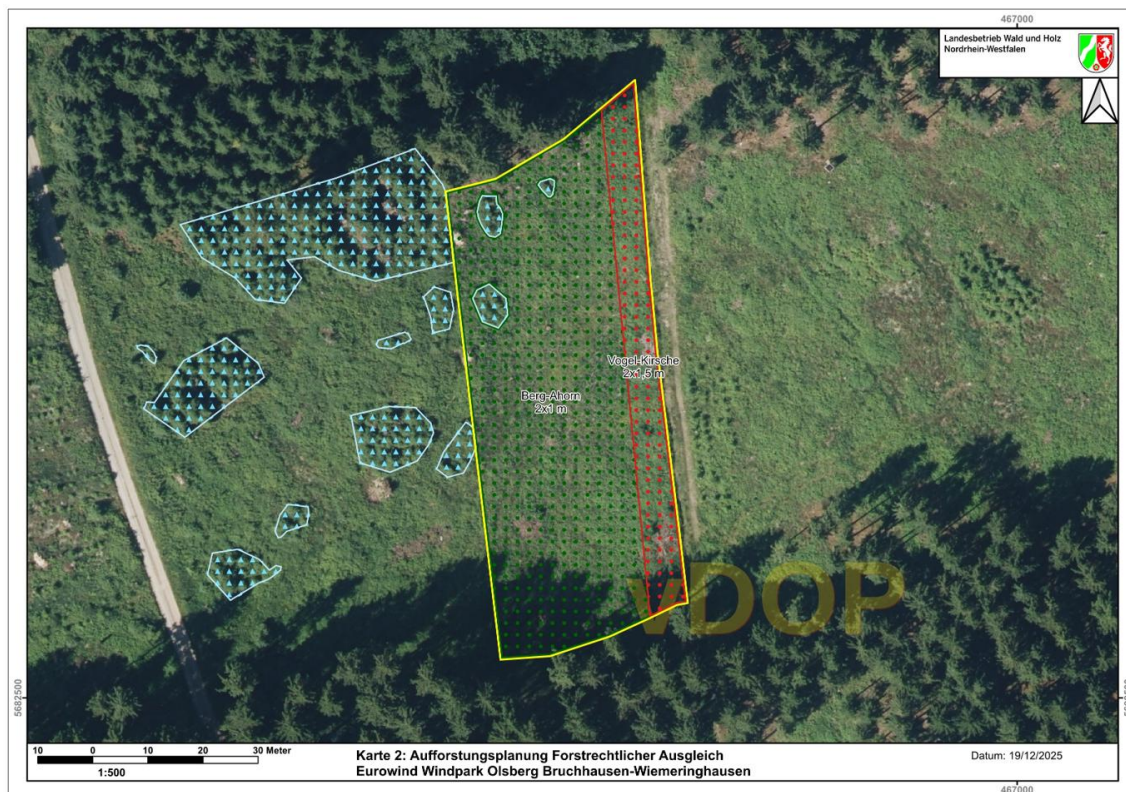 467000
Landesbetrieb Wald und Holz
Nordrhein-Westfalen
Vogel-Kirsche
2x1,5 m
Berg-Ahorn
2x1 m
vDOP
5682500
10 0 10 20 30 Meter
1:500
Karte 2: Aufforstungsplanung Forstrechtlicher Ausgleich
Eurowind Windpark Olsberg Bruchhausen-Wiemeringhausen
Datum: 19/12/2025
467000